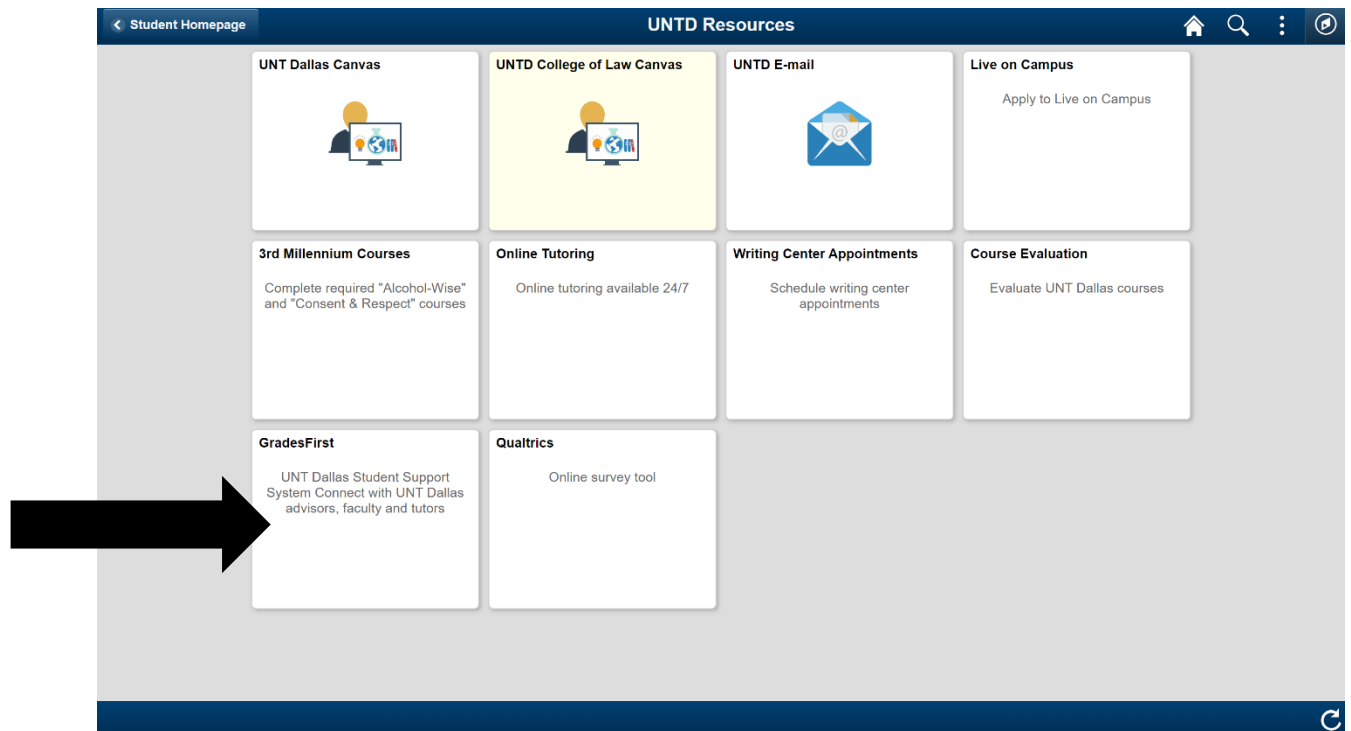 Student Homepage
UNTD Resources
UNT Dallas Canvas
UNTD College of Law Canvas
UNTD E-mail
@
Live on Campus
Apply to Live on Campus
3rd Millennium Courses
Complete required "Alcohol-Wise"
and "Consent & Respect" courses
Online Tutoring
Online tutoring available 24/7
Writing Center Appointments
Schedule writing center
appointments
Course Evaluation
Evaluate UNT Dallas courses
GradesFirst
UNT Dallas Student Support
System Connect with UNT Dallas
advisors, faculty and tutors
Qualtrics
Online survey tool